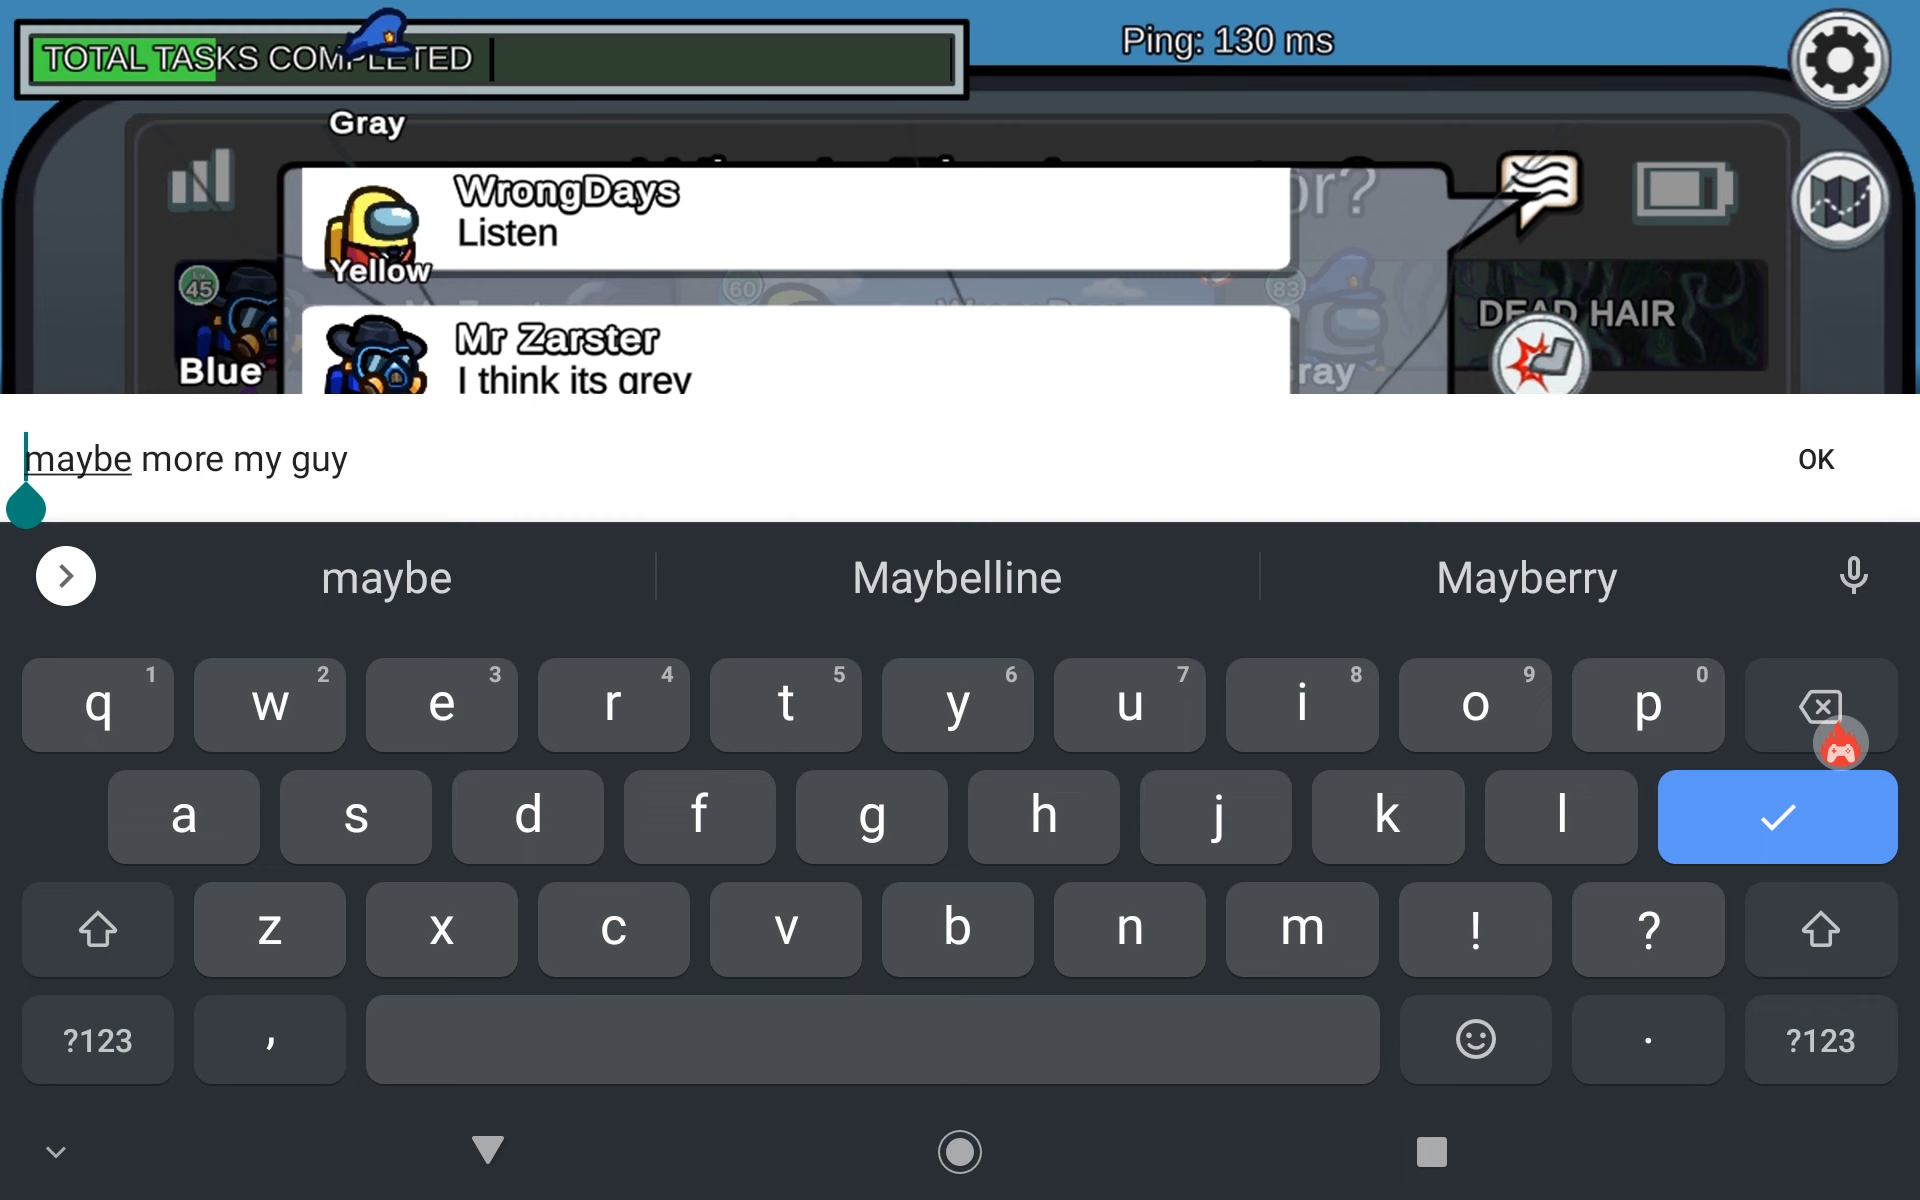 TOTAL TASKS COMPLETED
Ping: 130 ms
Gray
or?
WrongDays
Listen
Yellow
Lv
45
60
83
DEAD HAIR
Mr Zarster
I think its grey
Blue
ray
maybe more my guy
OK
maybe
Maybelline
Mayberry
q 1 w 2 e 3 r 4 t 5 y 6 u 7 i 8 o 9 p 0
a s d f g h j k l
z x c v b n m ! ?
?123 , . ?123